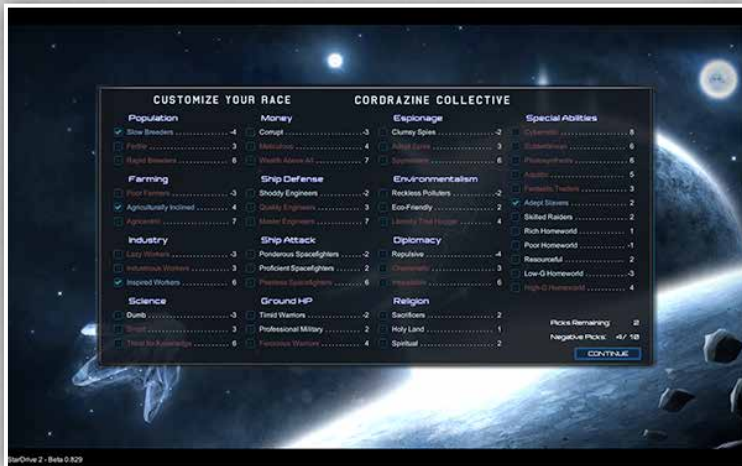 CUSTOMIZE YOUR RACE
CORDRAZINE COLLECTIVE
Population
Slow Breeders -4
Fertile 3
Rapid Breeders 6
Farming
Poor Farmers -3
Agriculturally Inclined 4
Agricentric 7
Industry
Lazy Workers -3
Industrious Workers 3
Inspired Workers 6
Science
Dumb -3
Smart 3
Thirst for Knowledge 6
Money
Corrupt -3
Meticulous 4
Wealth Above All 7
Ship Defense
Shoddy Engineers -2
Quality Engineers 3
Master Engineers 7
Ship Attack
Ponderous Spacefighters -2
Proficient Spacefighters 2
Peerless Spacefighters 6
Ground HP
Timid Warriors -2
Professional Military 2
Ferocious Warriors 4
Espionage
Clumsy Spies -2
Adept Spies 3
Spymasters 6
Environmentalism
Reckless Polluters -2
Eco-Friendly 2
Literally Tree Hugger 4
Diplomacy
Repulsive -4
Charismatic 3
6
Religion
Sacrificers 2
Holy Land 1
Spiritual 2
Special Abilities
Cybernetic 8
Subterranean 6
Photosynthesis 6
Aquatic 5
Fantastic Traders 3
Adept Slavers 2
Skilled Raiders 2
Rich Homeworld 1
Poor Homeworld -1
Resourceful 2
Low-G Homeworld -3
High-G Homeworld 4
Picks Remaining: 2
Negative Picks: 4/ 10
CONTINUE
StarDrive 2 - Beta 0.829